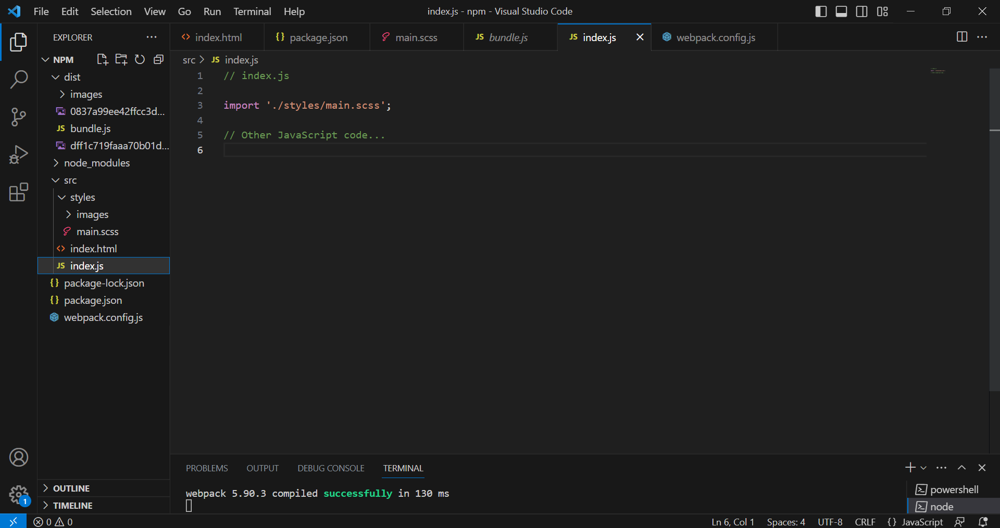 File Edit Selection View Go Run Terminal Help
index.js - npm - Visual Studio Code
EXPLORER
NPM
dist
images
0837a99ee42ffcc3d...
JS bundle.js
dff1c719faaa70b01d...
node_modules
src
styles
images
main.scss
<> index.html
JS index.js
{} package-lock.json
{} package.json
webpack.config.js
OUTLINE
TIMELINE
1
<> index.html
{} package.json
main.scss
JS bundle.js
JS index.js
webpack.config.js
src > JS index.js
1 // index.js
2
3 import './styles/main.scss';
4
5 // Other JavaScript code...
6
PROBLEMS OUTPUT DEBUG CONSOLE TERMINAL
webpack 5.90.3 compiled successfully in 130 ms
powershell
node
0 0
Ln 6, Col 1 Spaces: 4 UTF-8 CRLF {} JavaScript